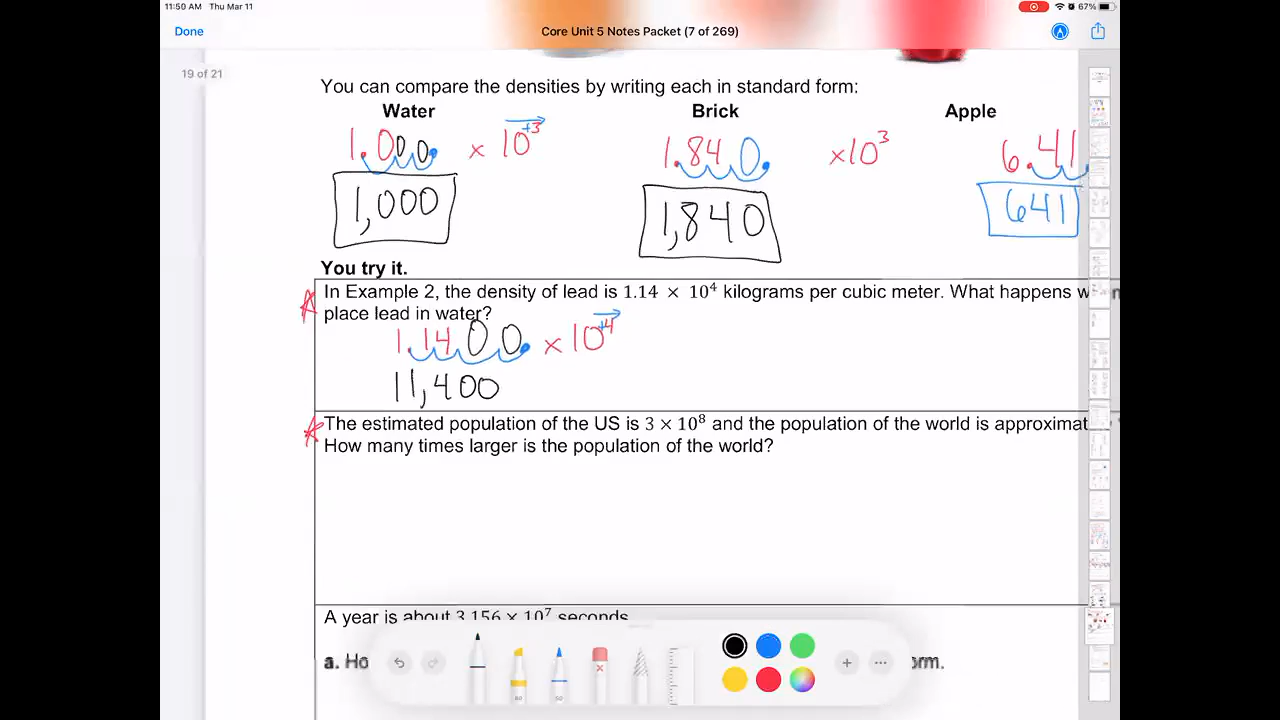 11:50 AM Thu Mar 11
67%
Done
Core Unit 5 Notes Packet (7 of 269)
19 of 21
You can compare the densities by writing each in standard form:
Water Brick Apple
1.000 × 10⁺³ 1.840 ×10³ 6.41
1,000 1,840 641
You try it.
In Example 2, the density of lead is 1.14 × 10⁴ kilograms per cubic meter. What happens
place lead in water?
1.1400 × 10⁺⁴
11,400
The estimated population of the US is 3 × 10⁸ and the population of the world is
How many times larger is the population of the world?
A year is about 3.156 × 10⁷ seconds.
a.